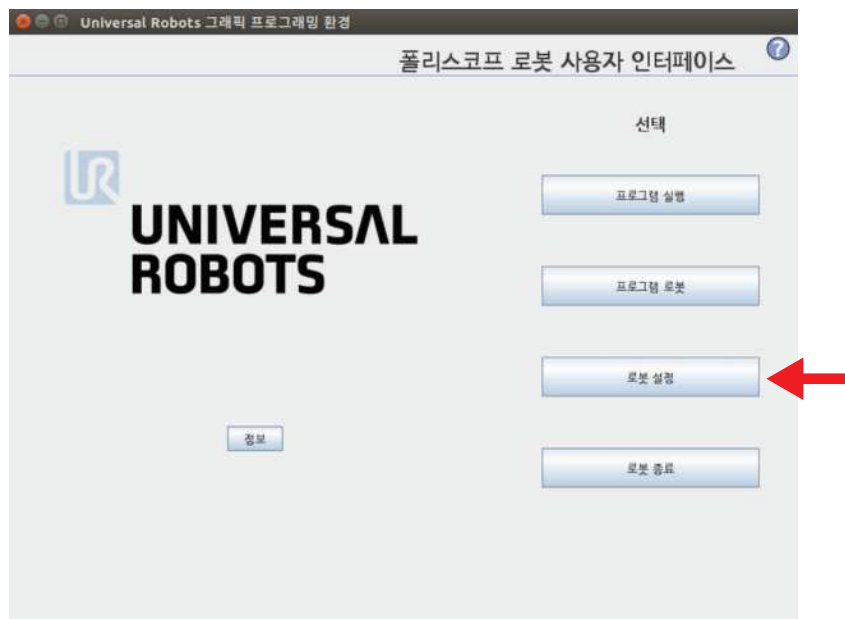 Universal Robots 그래픽 프로그래밍 환경
폴리스코프 로봇 사용자 인터페이스
?
선택
UR
UNIVERSAL
ROBOTS
프로그램 실행
프로그램 로봇
로봇 설정
정보
로봇 종료